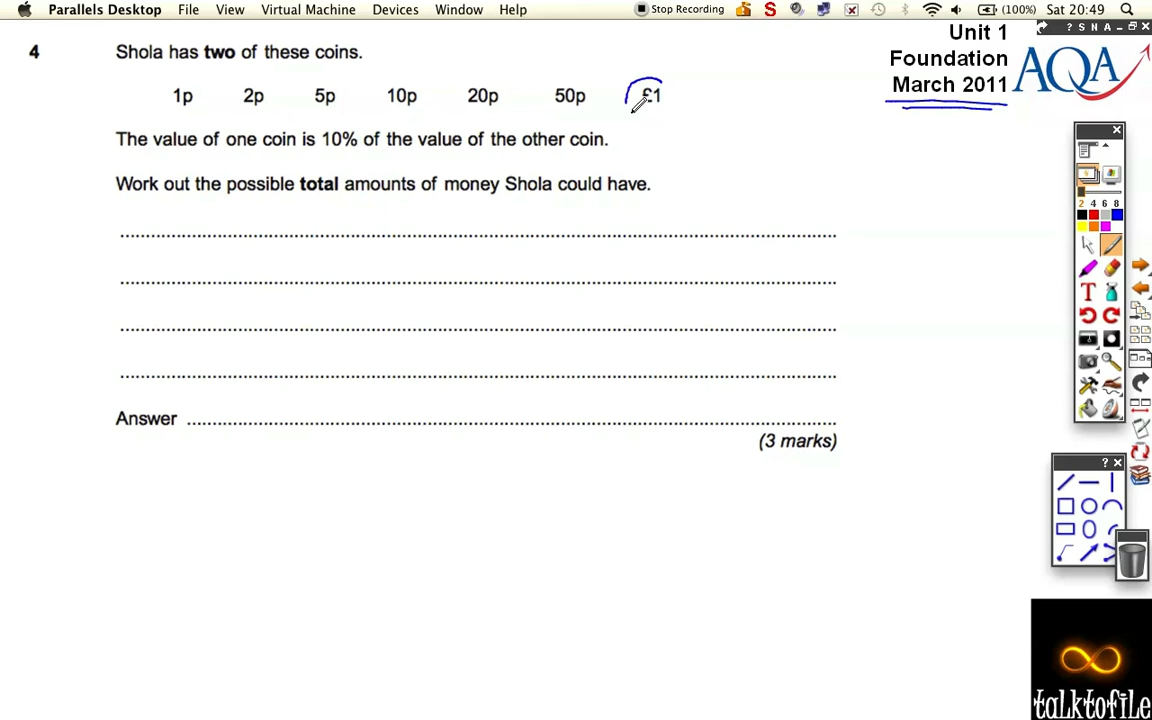 Parallels Desktop File View Virtual Machine Devices Window Help Stop Recording S (100%) Sat 20:49
? S N A
Unit 1
Foundation
March 2011
AQA
4 Shola has two of these coins.
1p 2p 5p 10p 20p 50p £1
The value of one coin is 10% of the value of the other coin.
Work out the possible total amounts of money Shola could have.
Answer
(3 marks)
2 4 6 8
T
?
talktofile